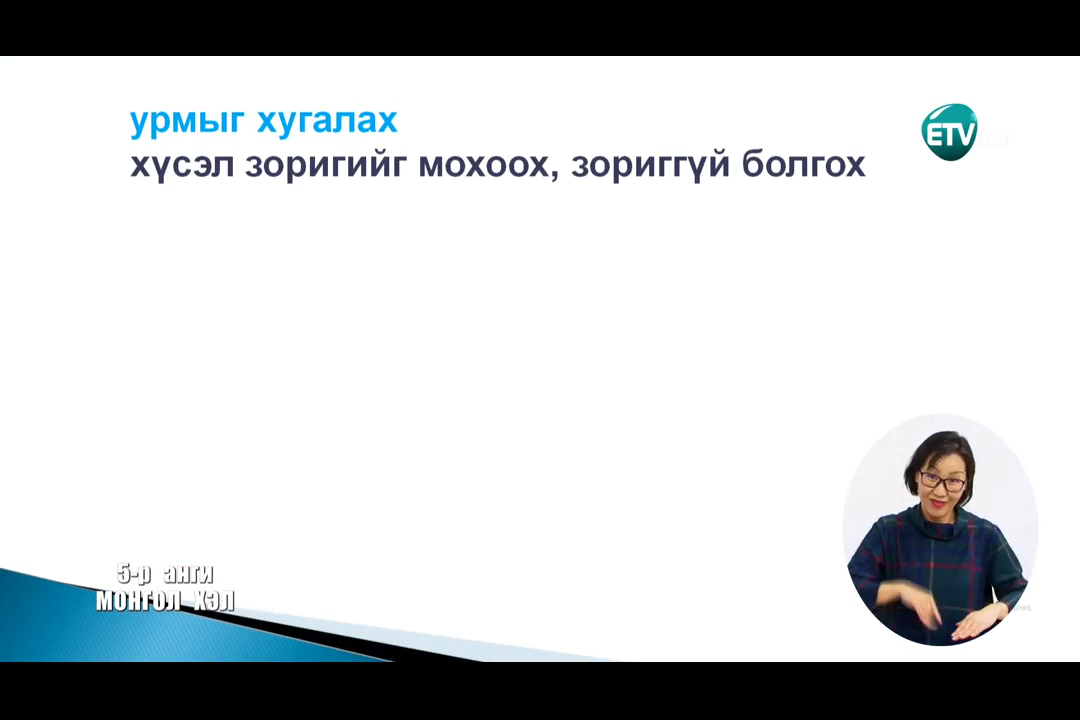 урмыг хугалах
хүсэл зоригийг мохоох, зориггүй болгох
ETV
5-р анги
МОНГОЛ ХЭЛ